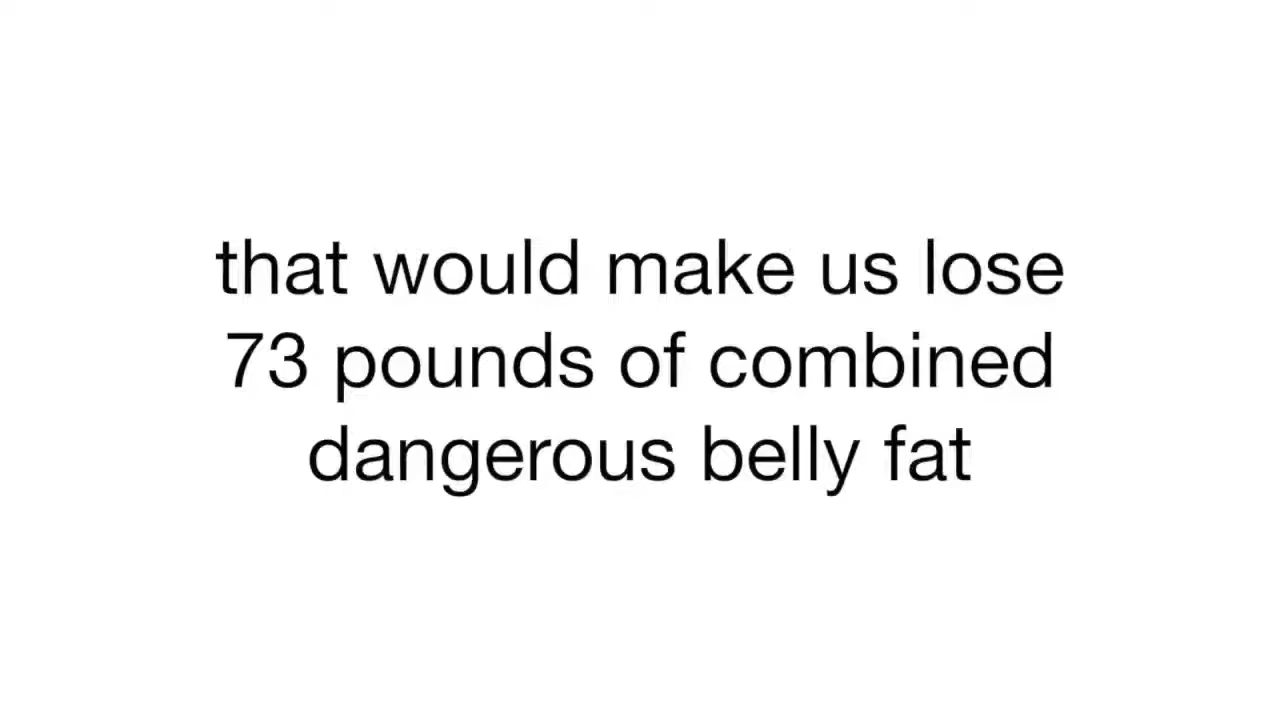 that would make us lose
73 pounds of combined
dangerous belly fat